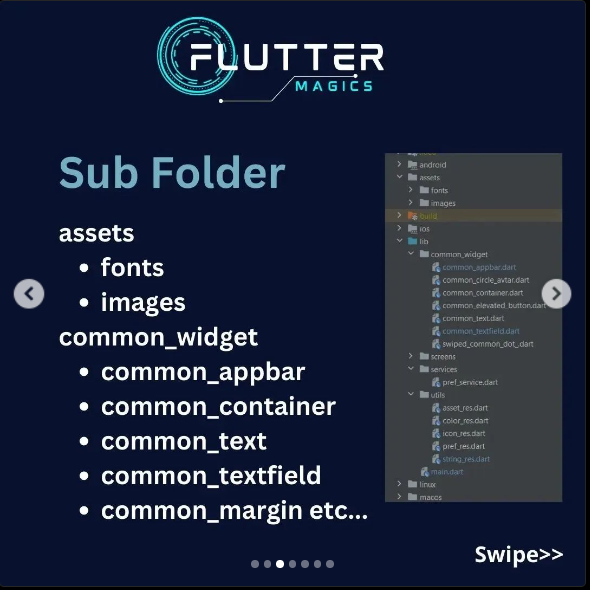 FLUTTER
MAGICS
Sub Folder
assets
• fonts
• images
common_widget
• common_appbar
• common_container
• common_text
• common_textfield
• common_margin etc...
android
assets
fonts
images
build
ios
lib
common_widget
common_appbar.dart
common_circle_avtar.dart
common_container.dart
common_elevated_button.dart
common_text.dart
common_textfield.dart
swiped_common_dot_.dart
screens
services
pref_service.dart
utils
asset_res.dart
color_res.dart
icon_res.dart
pref_res.dart
string_res.dart
main.dart
linux
macos
Swipe>>